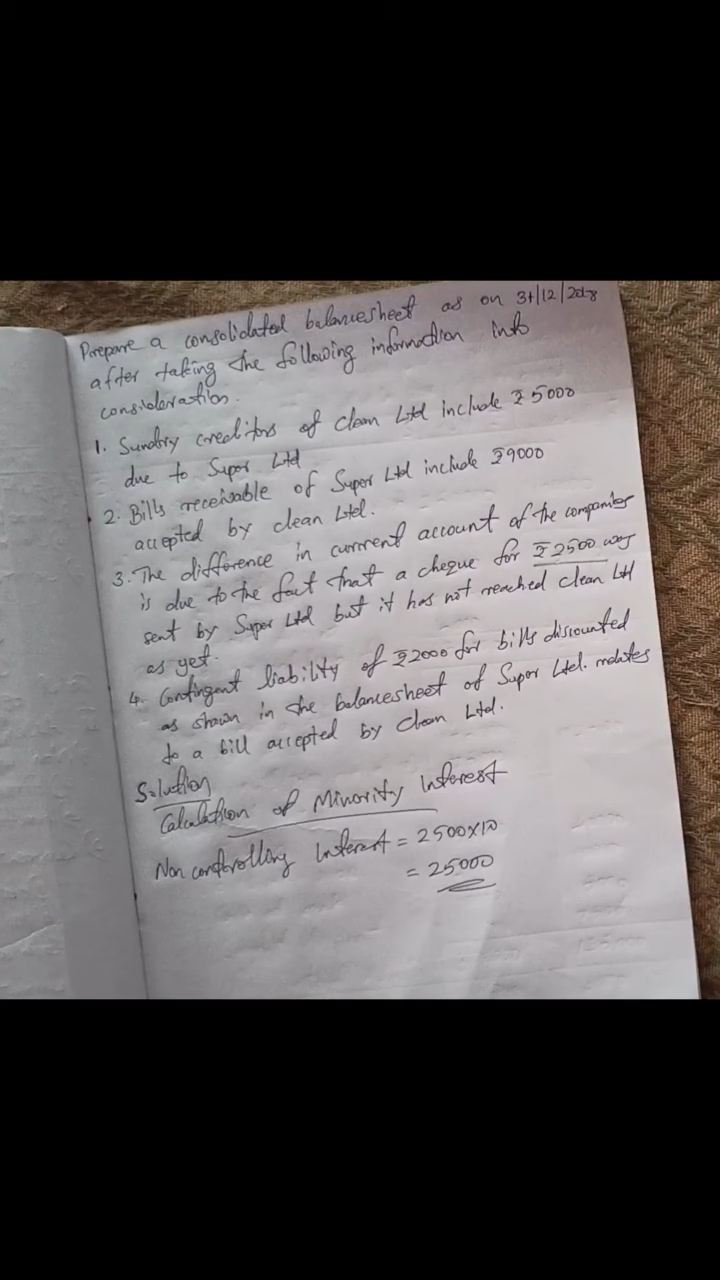 Prepare a consolidated balancesheet as on 31/12/2018
after taking the following information into
consideration.
1. Sundry creditors of clean Ltd include ₹5000
due to Super Ltd
2. Bills receivable of Super Ltd include ₹9000
accepted by clean Ltd.
3. The difference in current account of the companies
is due to the fact that a cheque for ₹2500 was
sent by Super Ltd but it has not reached clean Ltd
as yet.
4. Contingent liability of ₹2000 for bills discounted
as shown in the balancesheet of Super Ltd. relates
to a bill accepted by Clean Ltd.
Solution
Calculation of Minority Interest
Non controlling Interest = 2500x10
= 25000